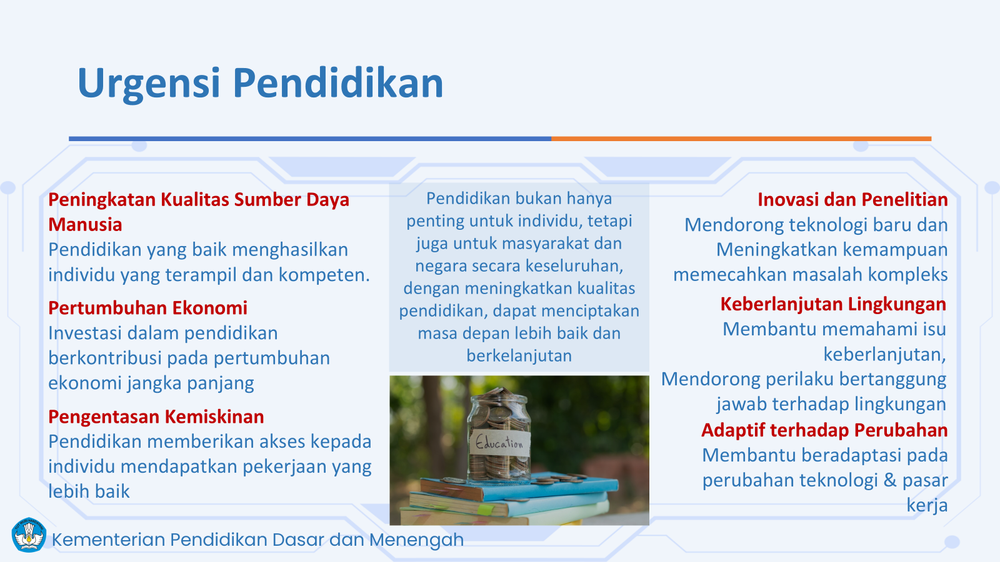 Urgensi Pendidikan
Peningkatan Kualitas Sumber Daya
Manusia
Pendidikan yang baik menghasilkan
individu yang terampil dan kompeten.
Pertumbuhan Ekonomi
Investasi dalam pendidikan
berkontribusi pada pertumbuhan
ekonomi jangka panjang
Pengentasan Kemiskinan
Pendidikan memberikan akses kepada
individu mendapatkan pekerjaan yang
lebih baik
Pendidikan bukan hanya
penting untuk individu, tetapi
juga untuk masyarakat dan
negara secara keseluruhan,
dengan meningkatkan kualitas
pendidikan, dapat menciptakan
masa depan lebih baik dan
berkelanjutan
Education
Inovasi dan Penelitian
Mendorong teknologi baru dan
Meningkatkan kemampuan
memecahkan masalah kompleks
Keberlanjutan Lingkungan
Membantu memahami isu
keberlanjutan,
Mendorong perilaku bertanggung
jawab terhadap lingkungan
Adaptif terhadap Perubahan
Membantu beradaptasi pada
perubahan teknologi & pasar
kerja
Kementerian Pendidikan Dasar dan Menengah